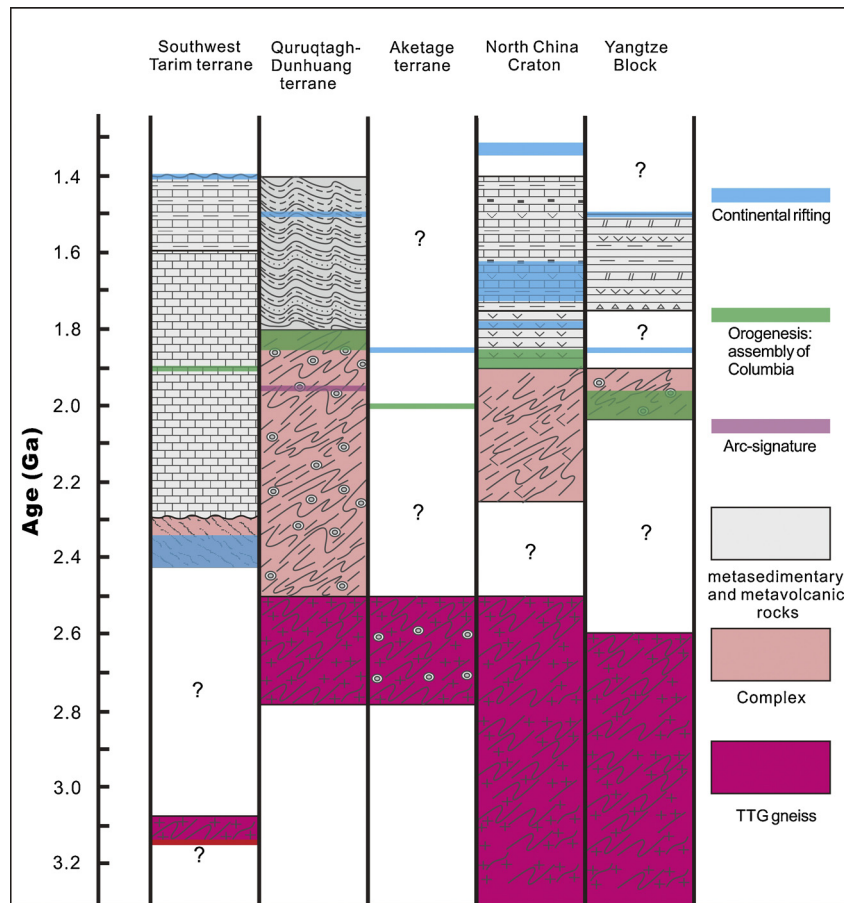 Southwest
Tarim terrane
Quruqtagh-
Dunhuang
terrane
Aketage
terrane
North China
Craton
Yangtze
Block
Age (Ga)
1.4
1.6
1.8
2.0
2.2
2.4
2.6
2.8
3.0
3.2
?
?
?
?
?
?
?
?
Continental rifting
Orogenesis:
assembly of
Columbia
Arc-signature
metasedimentary
and metavolcanic
rocks
Complex
TTG gneiss